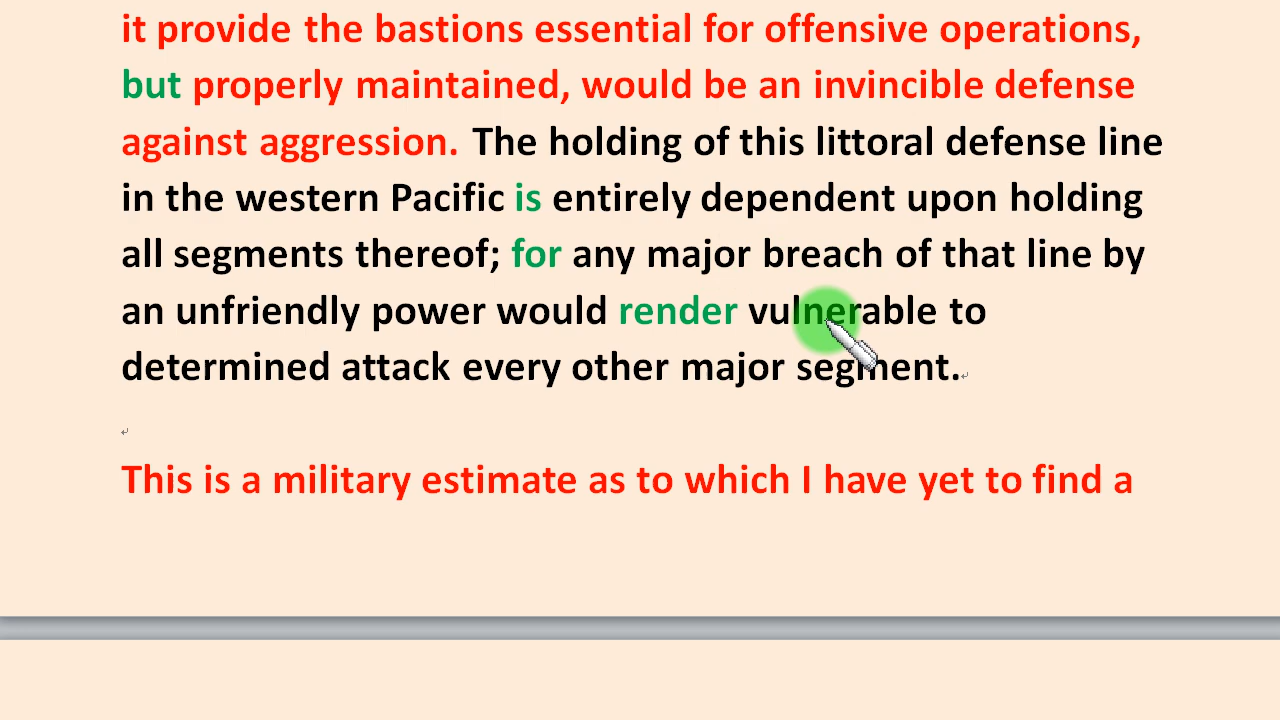 it provide the bastions essential for offensive operations,
but properly maintained, would be an invincible defense
against aggression. The holding of this littoral defense line
in the western Pacific is entirely dependent upon holding
all segments thereof; for any major breach of that line by
an unfriendly power would render vulnerable to
determined attack every other major segment.
This is a military estimate as to which I have yet to find a